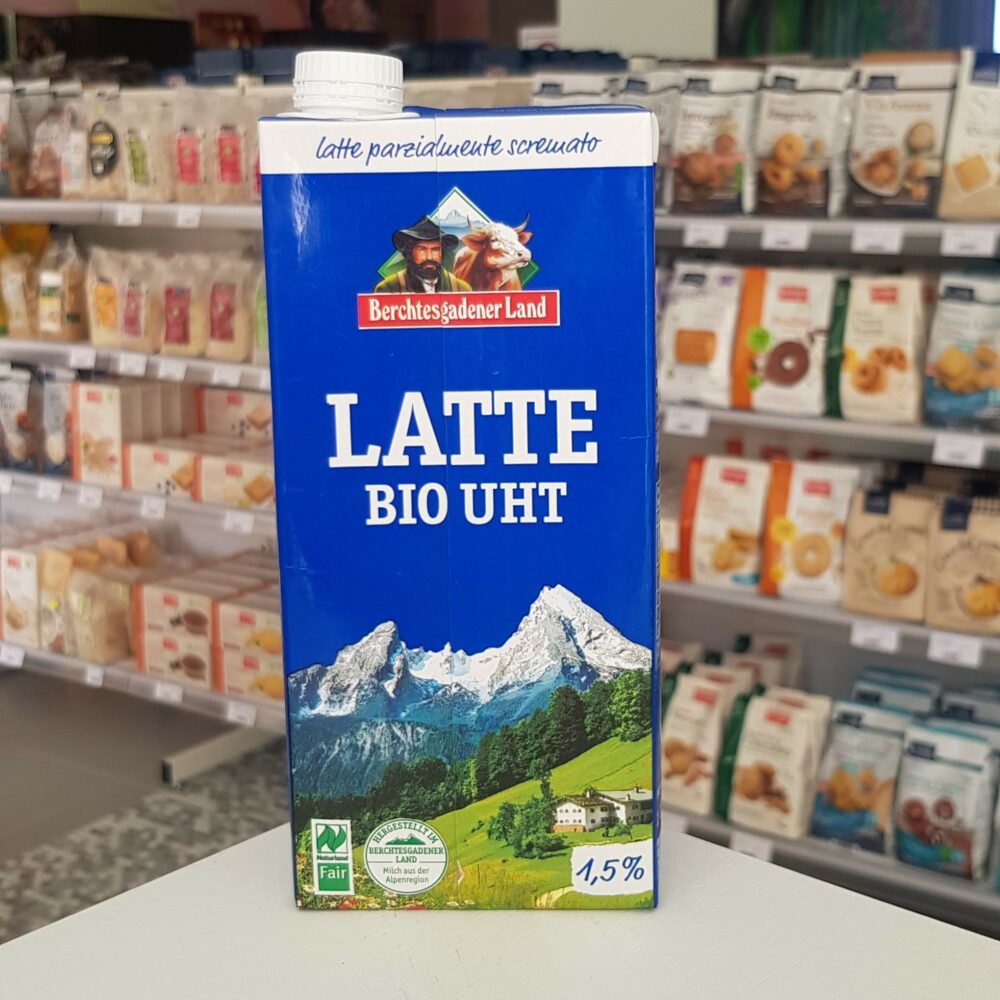 latte parzialmente scremato
Berchtesgadener Land
LATTE
BIO UHT
Naturland
Fair
HERGESTELLT IM
BERCHTESGADENER
LAND
Milch aus der
Alpenregion
1,5%